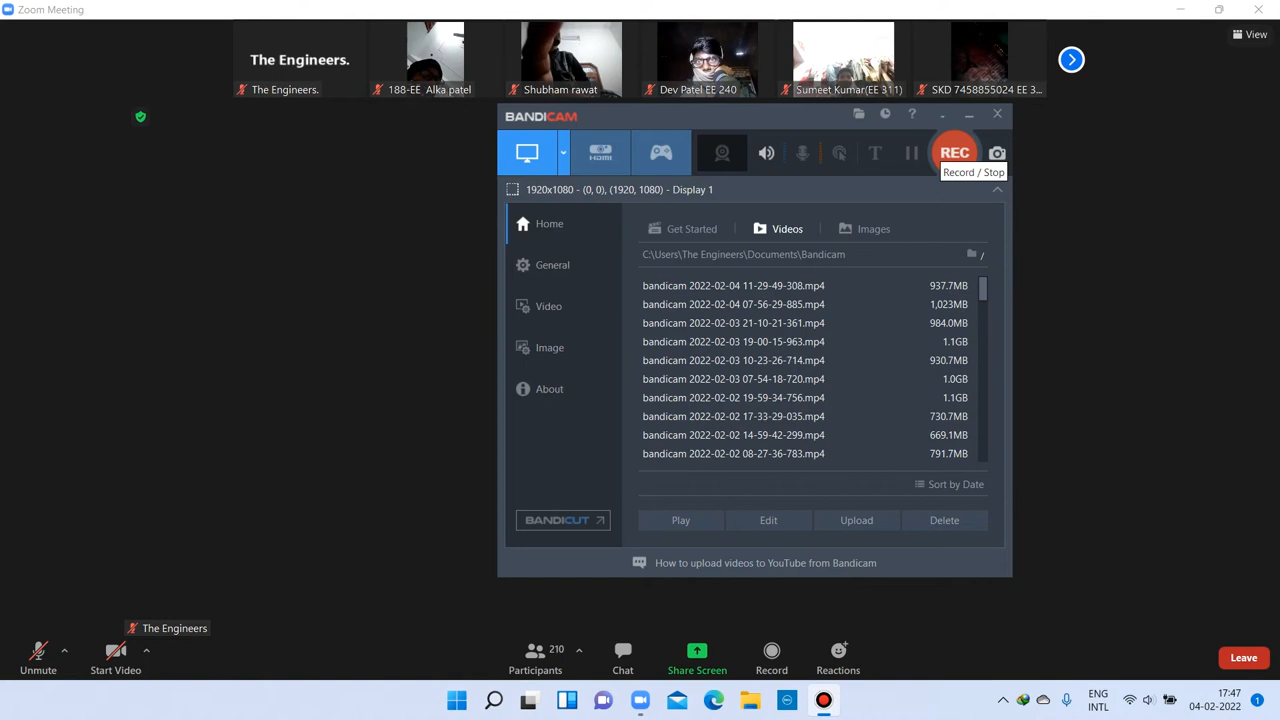 Zoom Meeting
View
The Engineers.
The Engineers.
188-EE Alka patel
Shubham rawat
Dev Patel EE 240
Sumeet Kumar(EE 311)
SKD 7458855024 EE 3...
BANDICAM
HDMI
REC
Record / Stop
1920x1080 - (0, 0), (1920, 1080) - Display 1
Home
General
Video
Image
About
BANDICUT
Get Started
Videos
Images
C:\Users\The Engineers\Documents\Bandicam
bandicam 2022-02-04 11-29-49-308.mp4 937.7MB
bandicam 2022-02-04 07-56-29-885.mp4 1,023MB
bandicam 2022-02-03 21-10-21-361.mp4 984.0MB
bandicam 2022-02-03 19-00-15-963.mp4 1.1GB
bandicam 2022-02-03 10-23-26-714.mp4 930.7MB
bandicam 2022-02-03 07-54-18-720.mp4 1.0GB
bandicam 2022-02-02 19-59-34-756.mp4 1.1GB
bandicam 2022-02-02 17-33-29-035.mp4 730.7MB
bandicam 2022-02-02 14-59-42-299.mp4 669.1MB
bandicam 2022-02-02 08-27-36-783.mp4 791.7MB
Sort by Date
Play Edit Upload Delete
How to upload videos to YouTube from Bandicam
The Engineers
Unmute
Start Video
210
Participants
Chat
Share Screen
Record
Reactions
Leave
ENG
INTL
17:47
04-02-2022
1